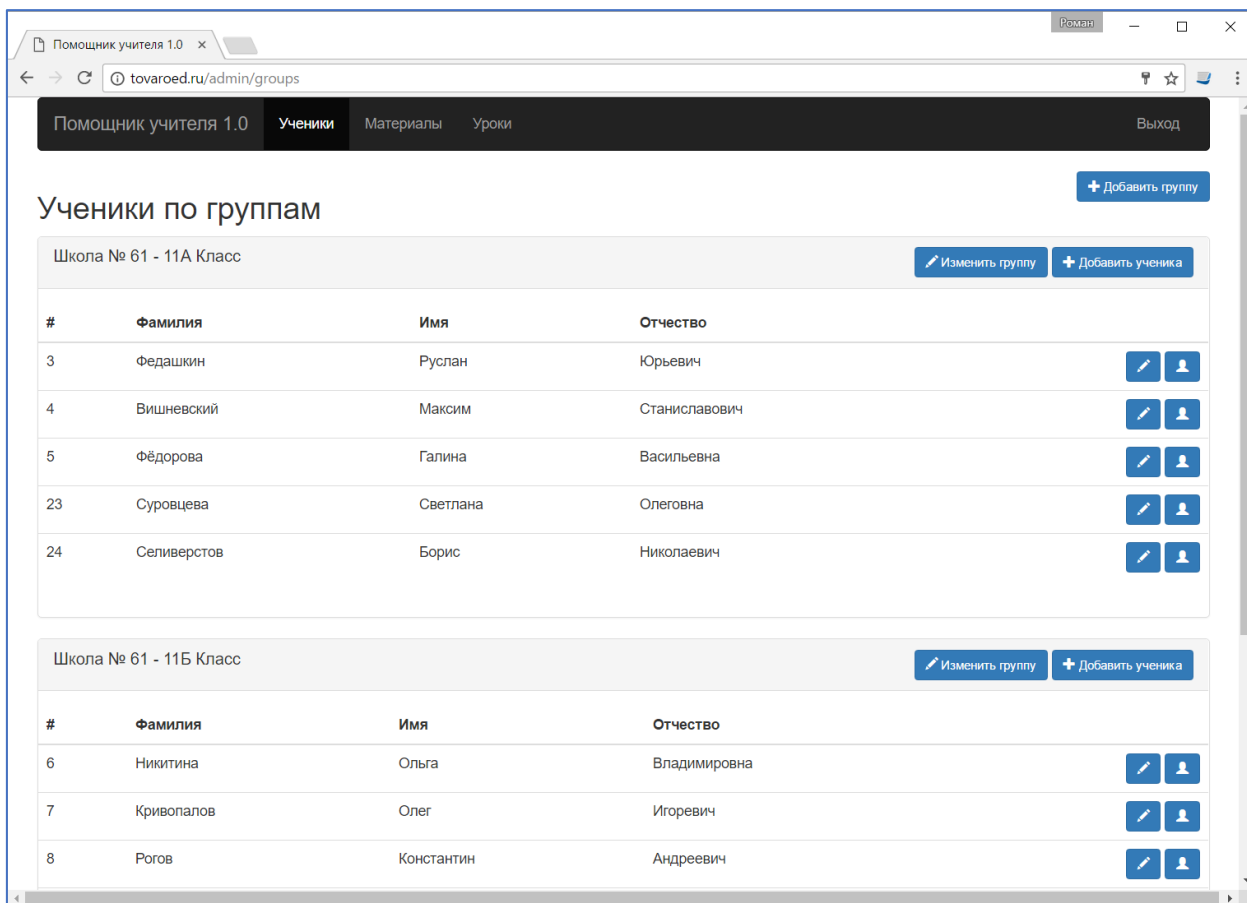 Роман
Помощник учителя 1.0
tovaroed.ru/admin/groups
Помощник учителя 1.0 Ученики Материалы Уроки Выход
Добавить группу
Ученики по группам
Школа № 61 - 11А Класс Изменить группу Добавить ученика
# Фамилия Имя Отчество
3 Федашкин Руслан Юрьевич
4 Вишневский Максим Станиславович
5 Фёдорова Галина Васильевна
23 Суровцева Светлана Олеговна
24 Селиверстов Борис Николаевич
Школа № 61 - 11Б Класс Изменить группу Добавить ученика
# Фамилия Имя Отчество
6 Никитина Ольга Владимировна
7 Кривопалов Олег Игоревич
8 Рогов Константин Андреевич